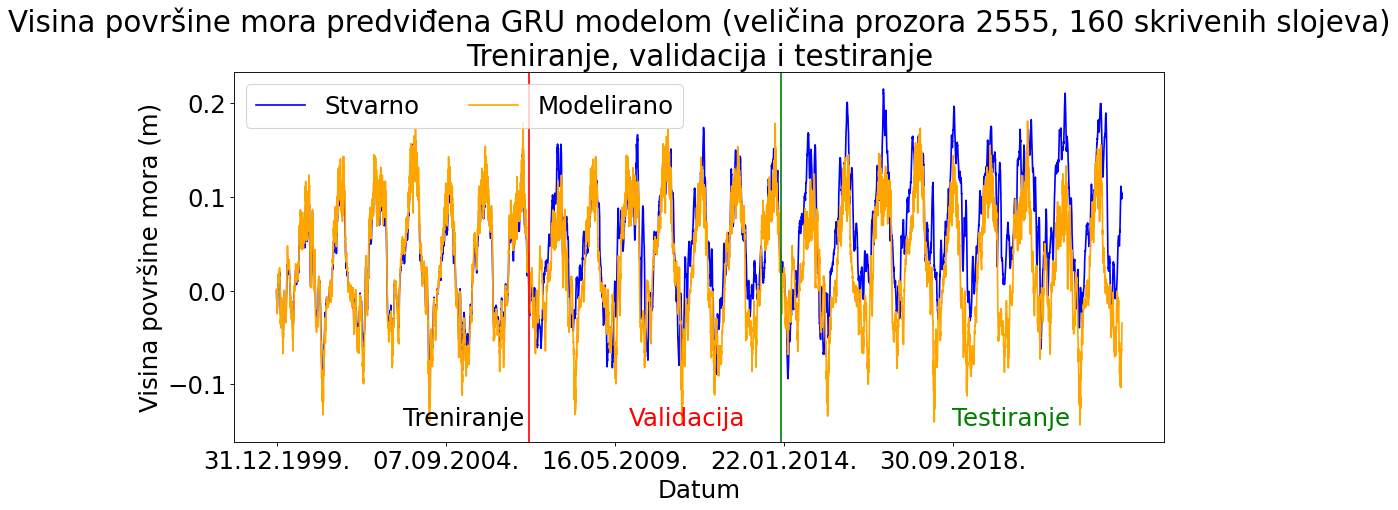 Visina površine mora predviđena GRU modelom (veličina prozora 2555, 160 skrivenih slojeva)
Treniranje, validacija i testiranje
Stvarno
Modelirano
Visina površine mora (m)
0.2
0.1
0.0
−0.1
Treniranje
Validacija
Testiranje
31.12.1999.
07.09.2004.
16.05.2009.
22.01.2014.
30.09.2018.
Datum